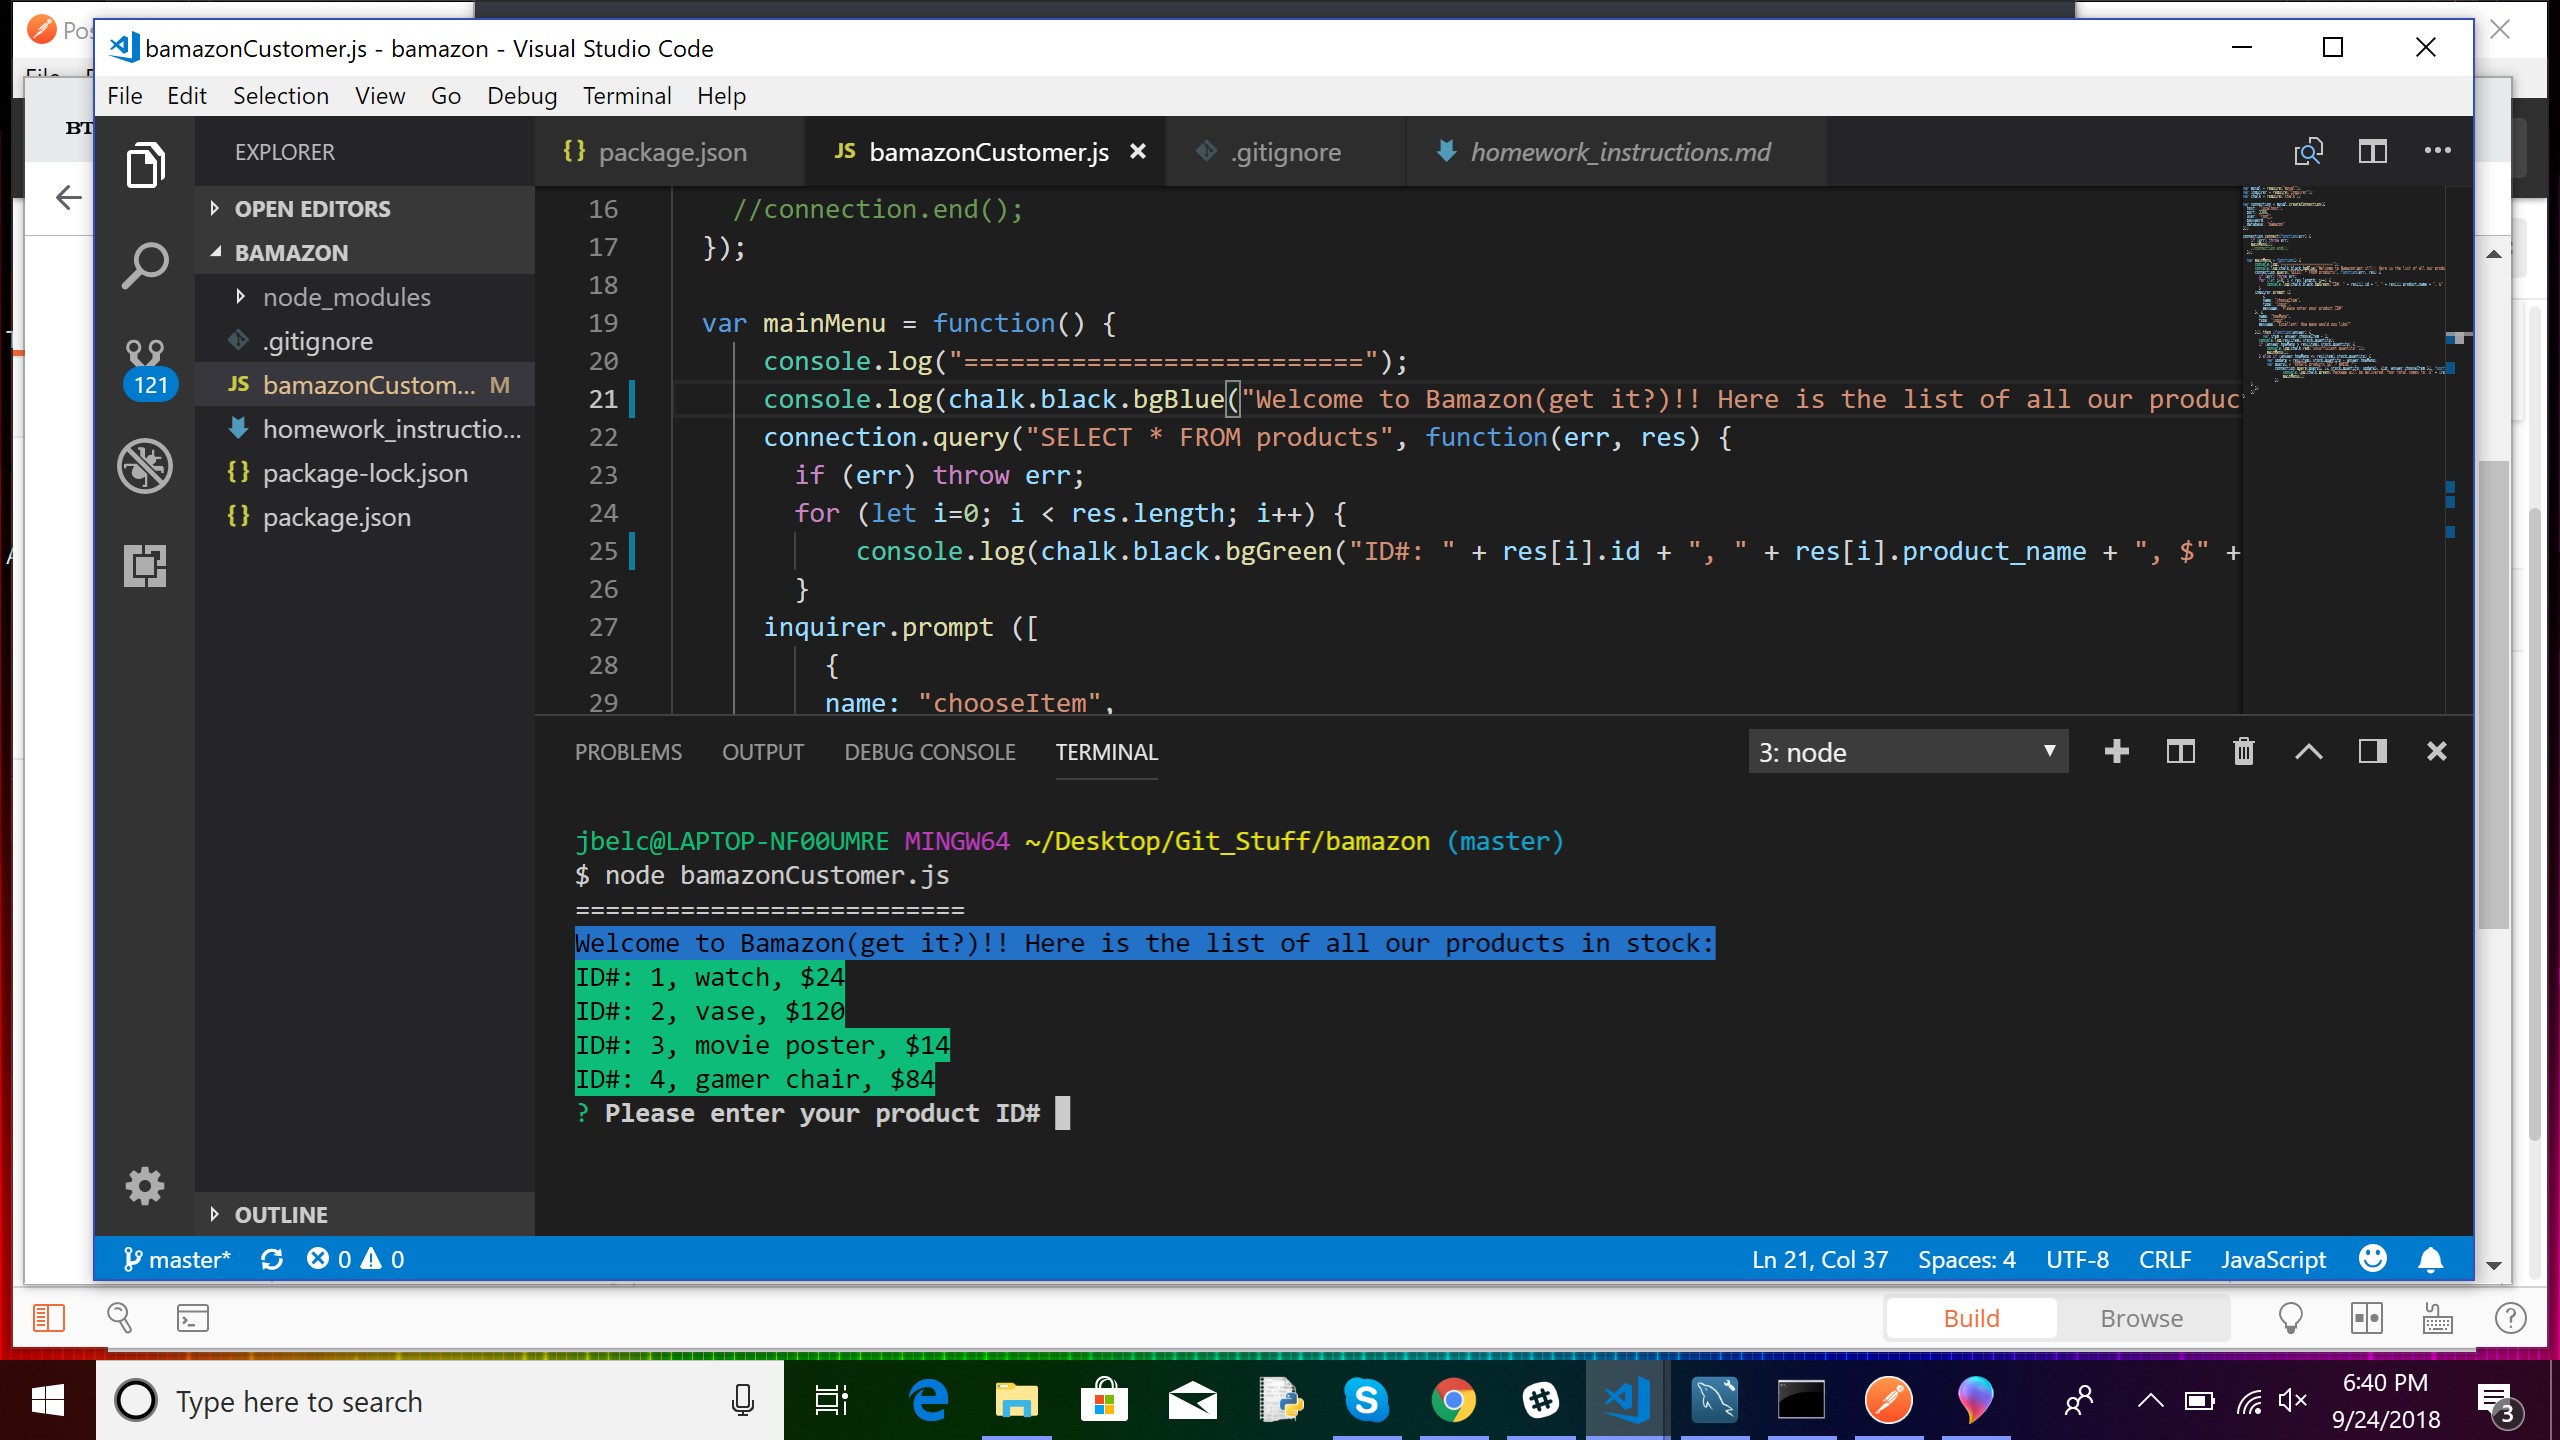 Pos
bamazonCustomer.js - bamazon - Visual Studio Code
File Edit Selection View Go Debug Terminal Help
BT
EXPLORER
package.json
JS bamazonCustomer.js
.gitignore
homework_instructions.md
OPEN EDITORS
BAMAZON
node_modules
.gitignore
JS bamazonCustom... M
homework_instructio...
{} package-lock.json
{} package.json
OUTLINE
121
16 //connection.end();
17 });
18
19 var mainMenu = function() {
20 console.log("==========================");
21 console.log(chalk.black.bgBlue("Welcome to Bamazon(get it?)!! Here is the list of all our produc
22 connection.query("SELECT * FROM products", function(err, res) {
23 if (err) throw err;
24 for (let i=0; i < res.length; i++) {
25 console.log(chalk.black.bgGreen("ID#: " + res[i].id + ", " + res[i].product_name + ", $" +
26 }
27 inquirer.prompt ([
28 {
29 name: "chooseItem",
PROBLEMS OUTPUT DEBUG CONSOLE TERMINAL
3: node
jbelc@LAPTOP-NF00UMRE MINGW64 ~/Desktop/Git_Stuff/bamazon (master)
$ node bamazonCustomer.js
==========================
Welcome to Bamazon(get it?)!! Here is the list of all our products in stock:
ID#: 1, watch, $24
ID#: 2, vase, $120
ID#: 3, movie poster, $14
ID#: 4, gamer chair, $84
? Please enter your product ID#
master* 0 0
Ln 21, Col 37 Spaces: 4 UTF-8 CRLF JavaScript
Build Browse
Type here to search
6:40 PM
9/24/2018
3